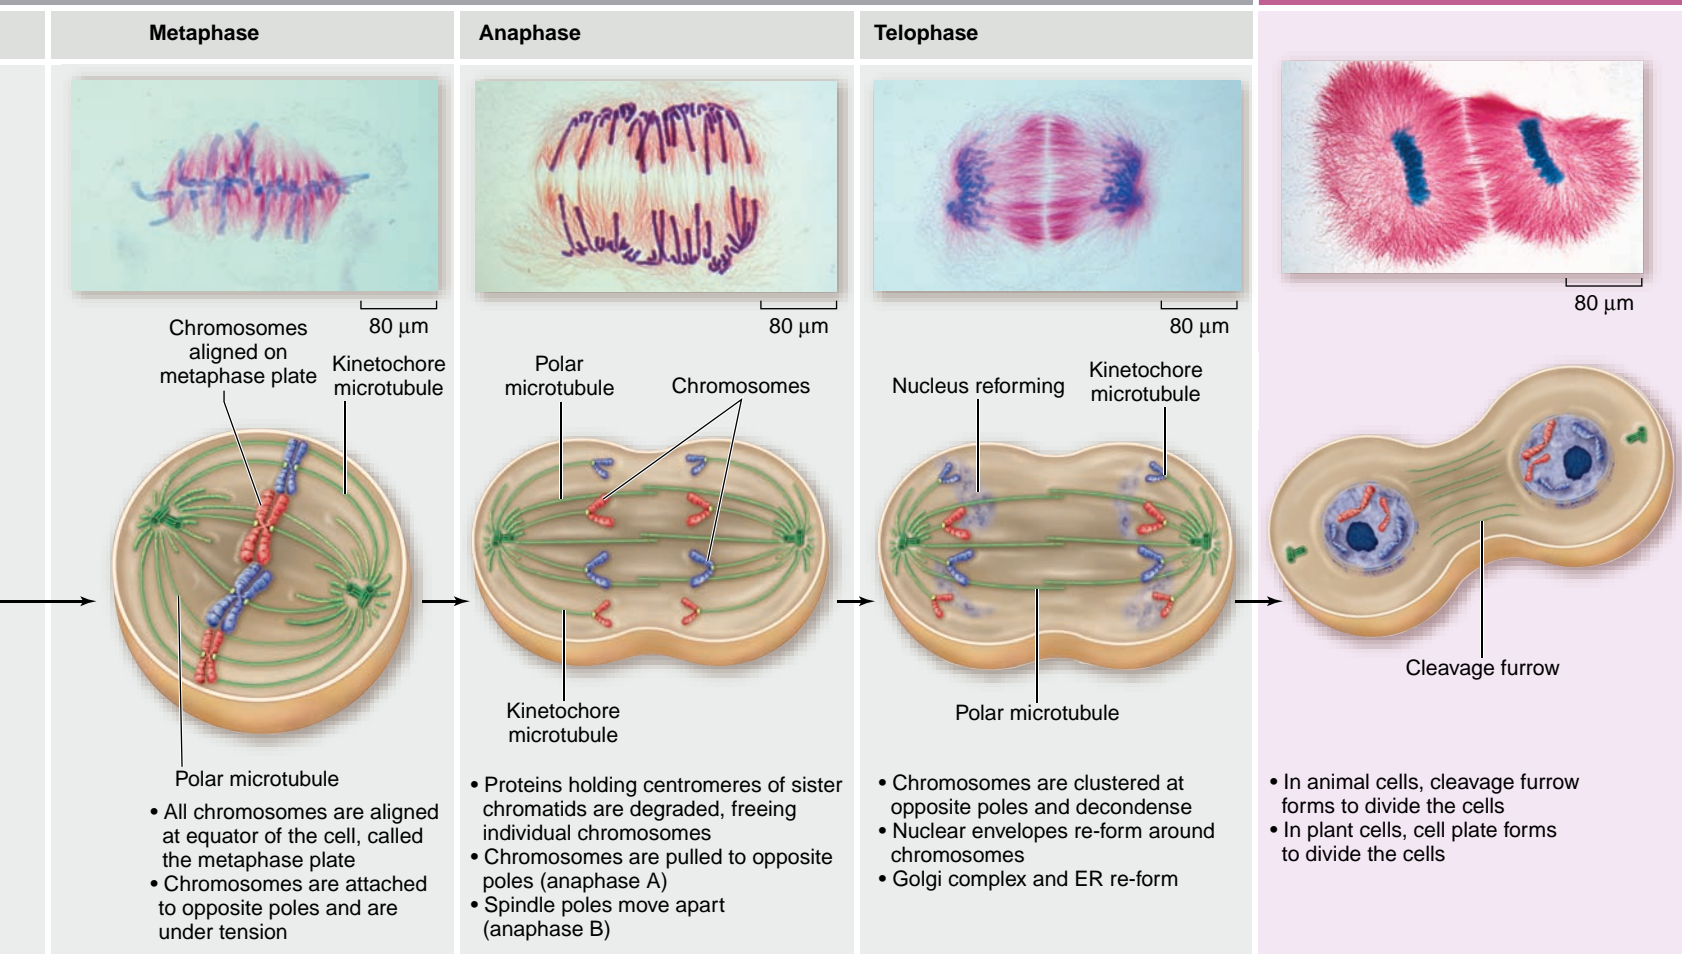 Metaphase
80 μm
Chromosomes
aligned on
metaphase plate
Kinetochore
microtubule
Polar microtubule
• All chromosomes are aligned
at equator of the cell, called
the metaphase plate
• Chromosomes are attached
to opposite poles and are
under tension
Anaphase
80 μm
Polar
microtubule
Chromosomes
Kinetochore
microtubule
• Proteins holding centromeres of sister
chromatids are degraded, freeing
individual chromosomes
• Chromosomes are pulled to opposite
poles (anaphase A)
• Spindle poles move apart
(anaphase B)
Telophase
80 μm
Nucleus reforming
Kinetochore
microtubule
Polar microtubule
• Chromosomes are clustered at
opposite poles and decondense
• Nuclear envelopes re-form around
chromosomes
• Golgi complex and ER re-form
80 μm
Cleavage furrow
• In animal cells, cleavage furrow
forms to divide the cells
• In plant cells, cell plate forms
to divide the cells